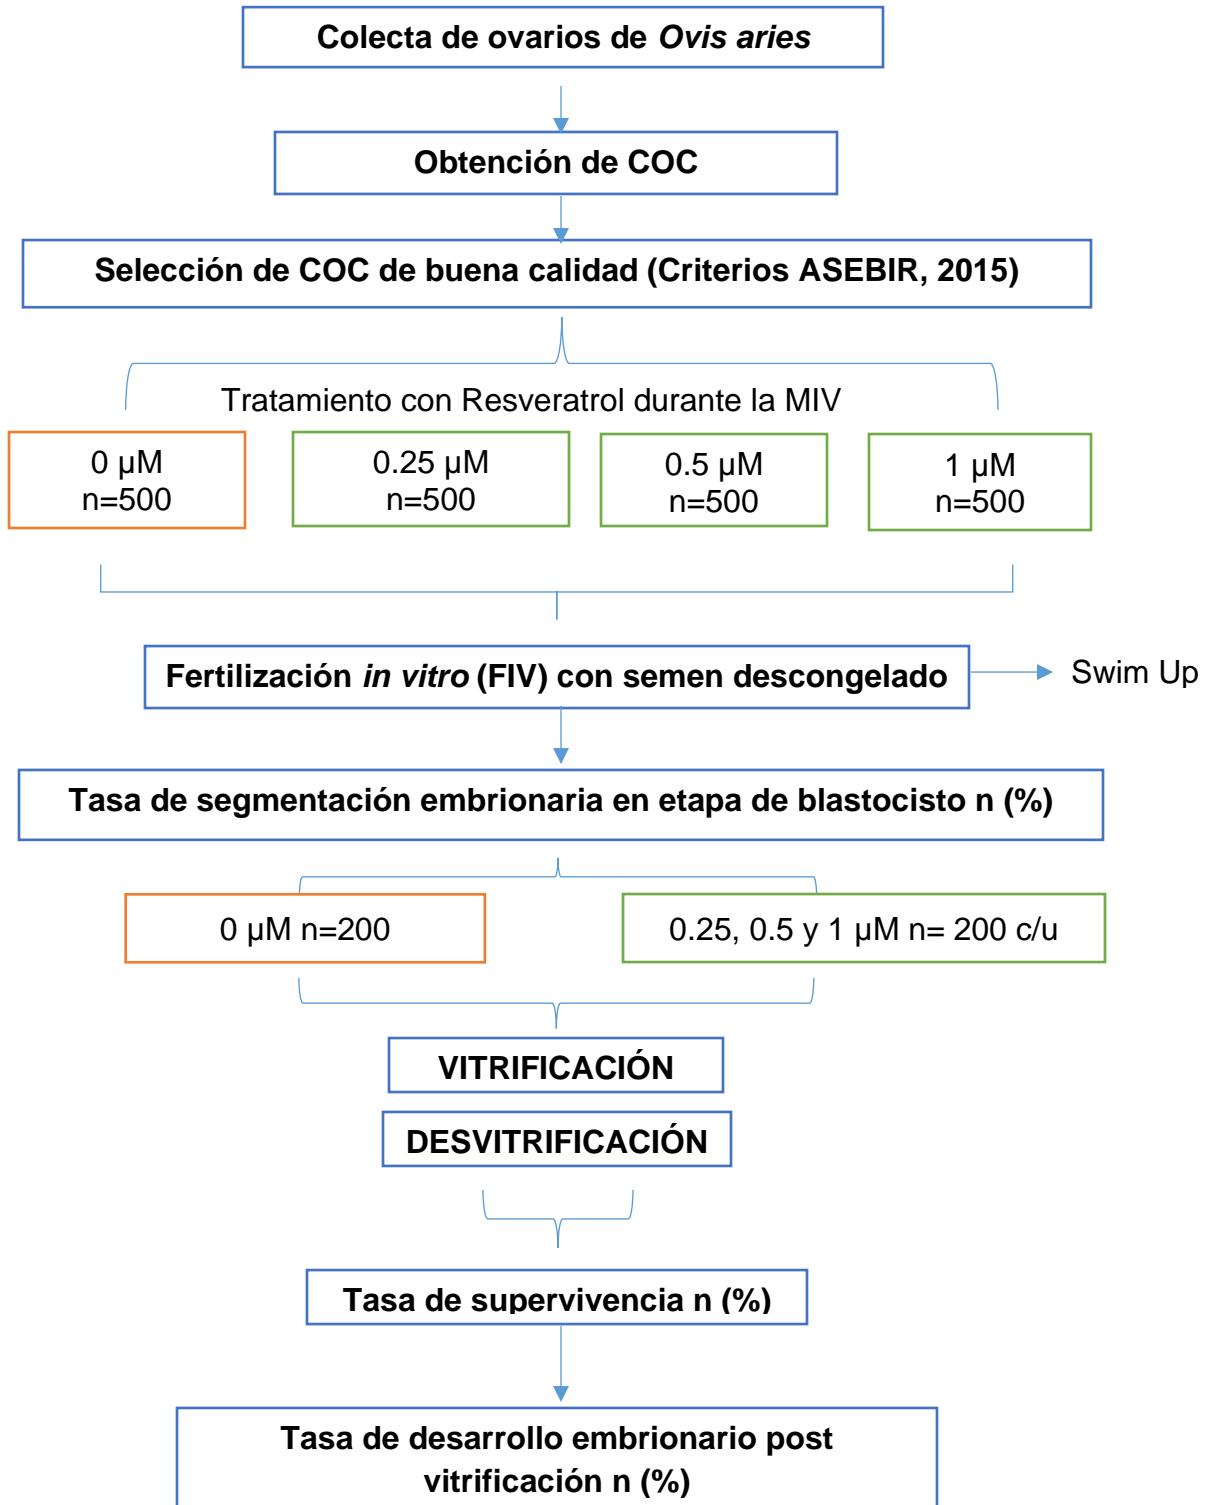 Colecta de ovarios de Ovis aries
Obtención de COC
Selección de COC de buena calidad (Criterios ASEBIR, 2015)
Tratamiento con Resveratrol durante la MIV
0 µM
n=500
0.25 µM
n=500
0.5 µM
n=500
1 µM
n=500
Fertilización in vitro (FIV) con semen descongelado
Swim Up
Tasa de segmentación embrionaria en etapa de blastocisto n (%)
0 µM n=200
0.25, 0.5 y 1 µM n= 200 c/u
VITRIFICACIÓN
DESVITRIFICACIÓN
Tasa de supervivencia n (%)
Tasa de desarrollo embrionario post
vitrificación n (%)